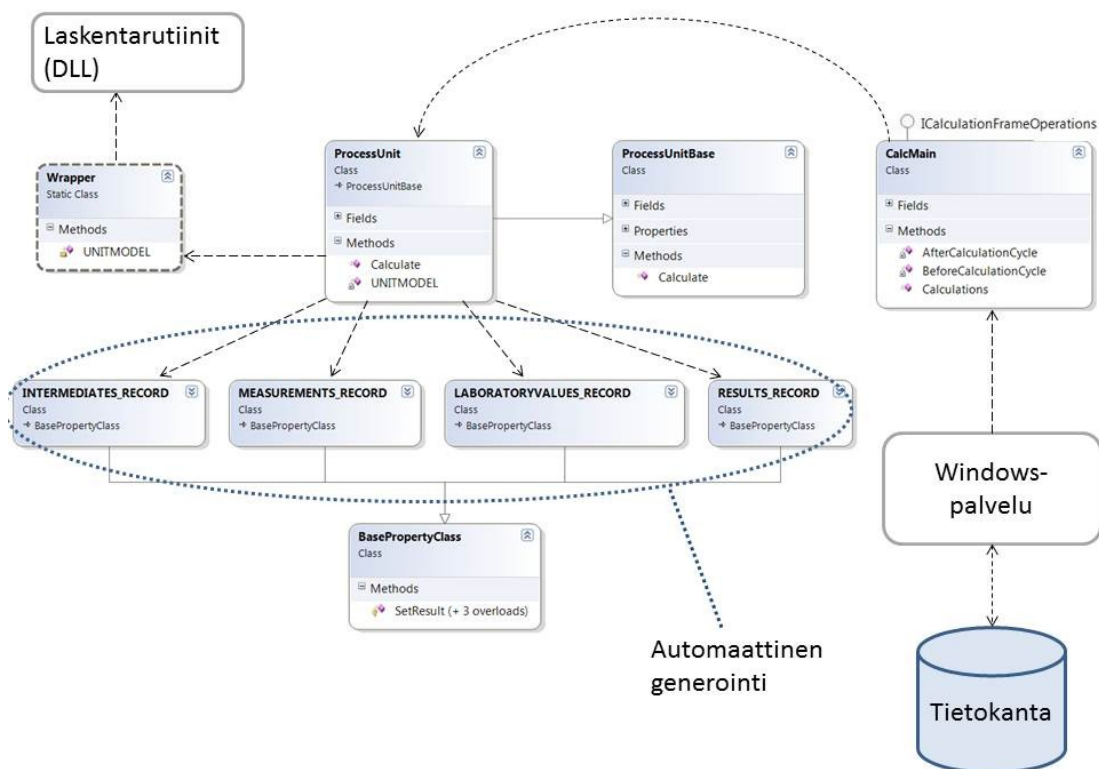 Laskentarutiinit
(DLL)
ICalculationFrameOperations
Wrapper
Static Class
Methods
UNITMODEL
ProcessUnit
Class
ProcessUnitBase
Fields
Methods
Calculate
UNITMODEL
ProcessUnitBase
Class
Fields
Properties
Methods
Calculate
CalcMain
Class
Fields
Methods
AfterCalculationCycle
BeforeCalculationCycle
Calculations
INTERMEDIATES_RECORD
Class
BasePropertyClass
MEASUREMENTS_RECORD
Class
BasePropertyClass
LABORATORYVALUES_RECORD
Class
BasePropertyClass
RESULTS_RECORD
Class
BasePropertyClass
BasePropertyClass
Class
Methods
SetResult (+ 3 overloads)
Windows-
palvelu
Automaattinen
generointi
Tietokanta